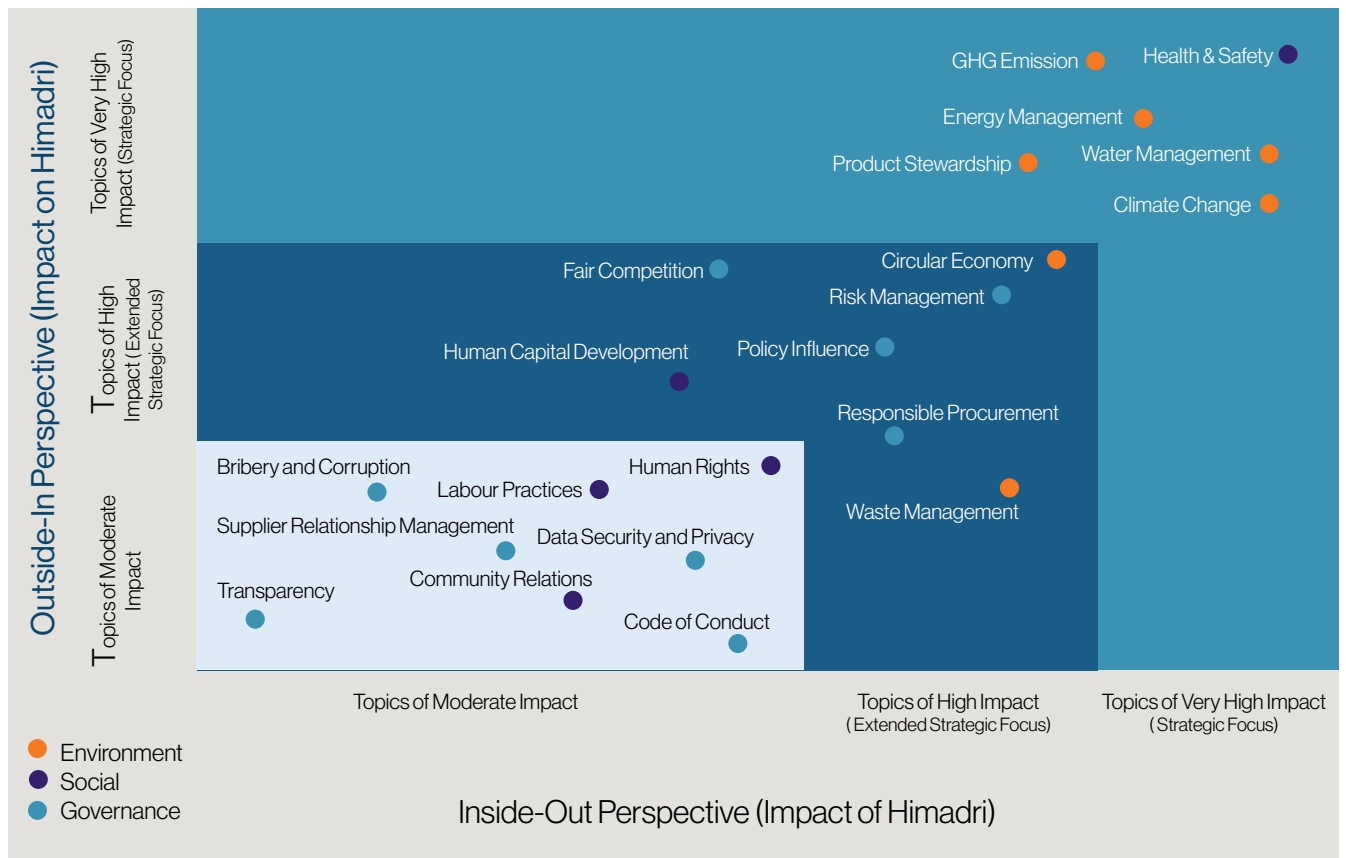 Outside-In Perspective (Impact on Himadri)
Topics of Very High
Impact (Strategic Focus)
Topics of High
Impact ( Extended
Strategic Focus)
Topics of Moderate
Impact
GHG Emission
Health & Safety
Energy Management
Product Stewardship
Water Management
Climate Change
Fair Competition
Circular Economy
Risk Management
Human Capital Development
Policy Influence
Responsible Procurement
Bribery and Corruption
Human Rights
Labour Practices
Waste Management
Supplier Relationship Management
Data Security and Privacy
Community Relations
Transparency
Code of Conduct
Topics of Moderate Impact
Topics of High Impact
( Extended Strategic Focus)
Topics of Very High Impact
( Strategic Focus)
Environment
Social
Governance
Inside-Out Perspective (Impact of Himadri)